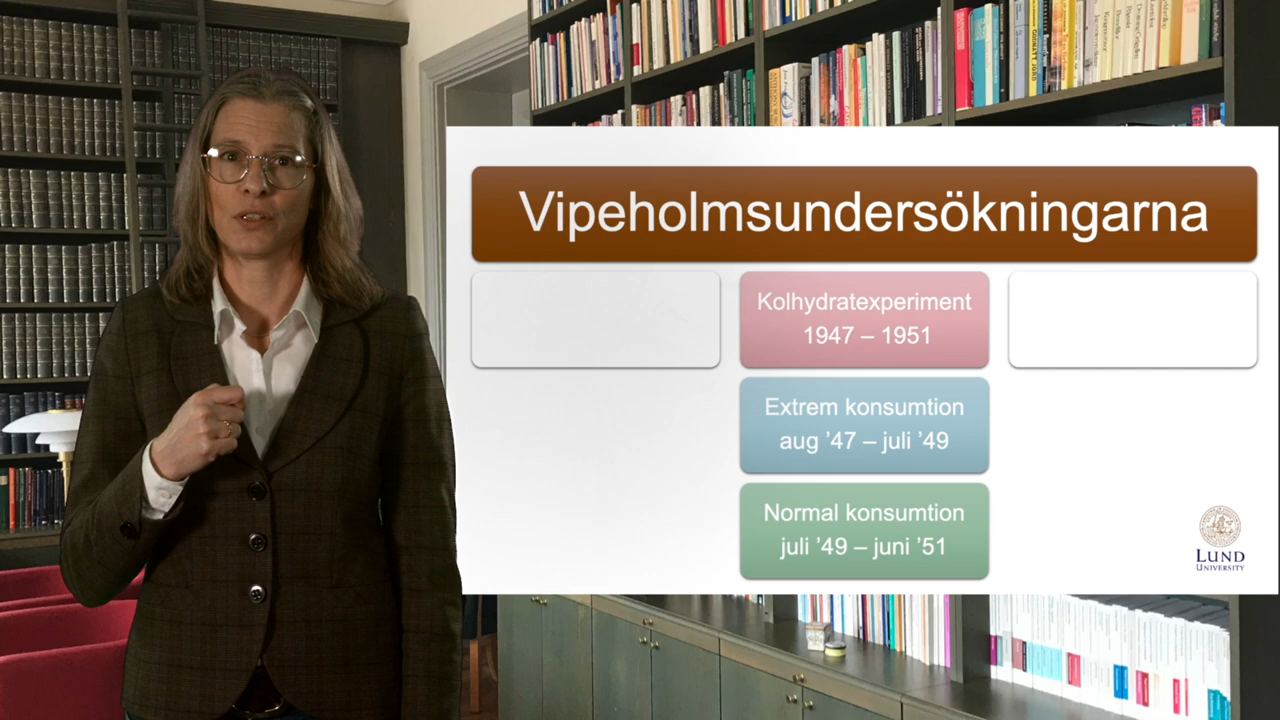 Vipeholmsundersökningarna
Kolhydratexperiment
1947 – 1951
Extrem konsumtion
aug ’47 – juli ’49
Normal konsumtion
juli ’49 – juni ’51
LUND
UNIVERSITY